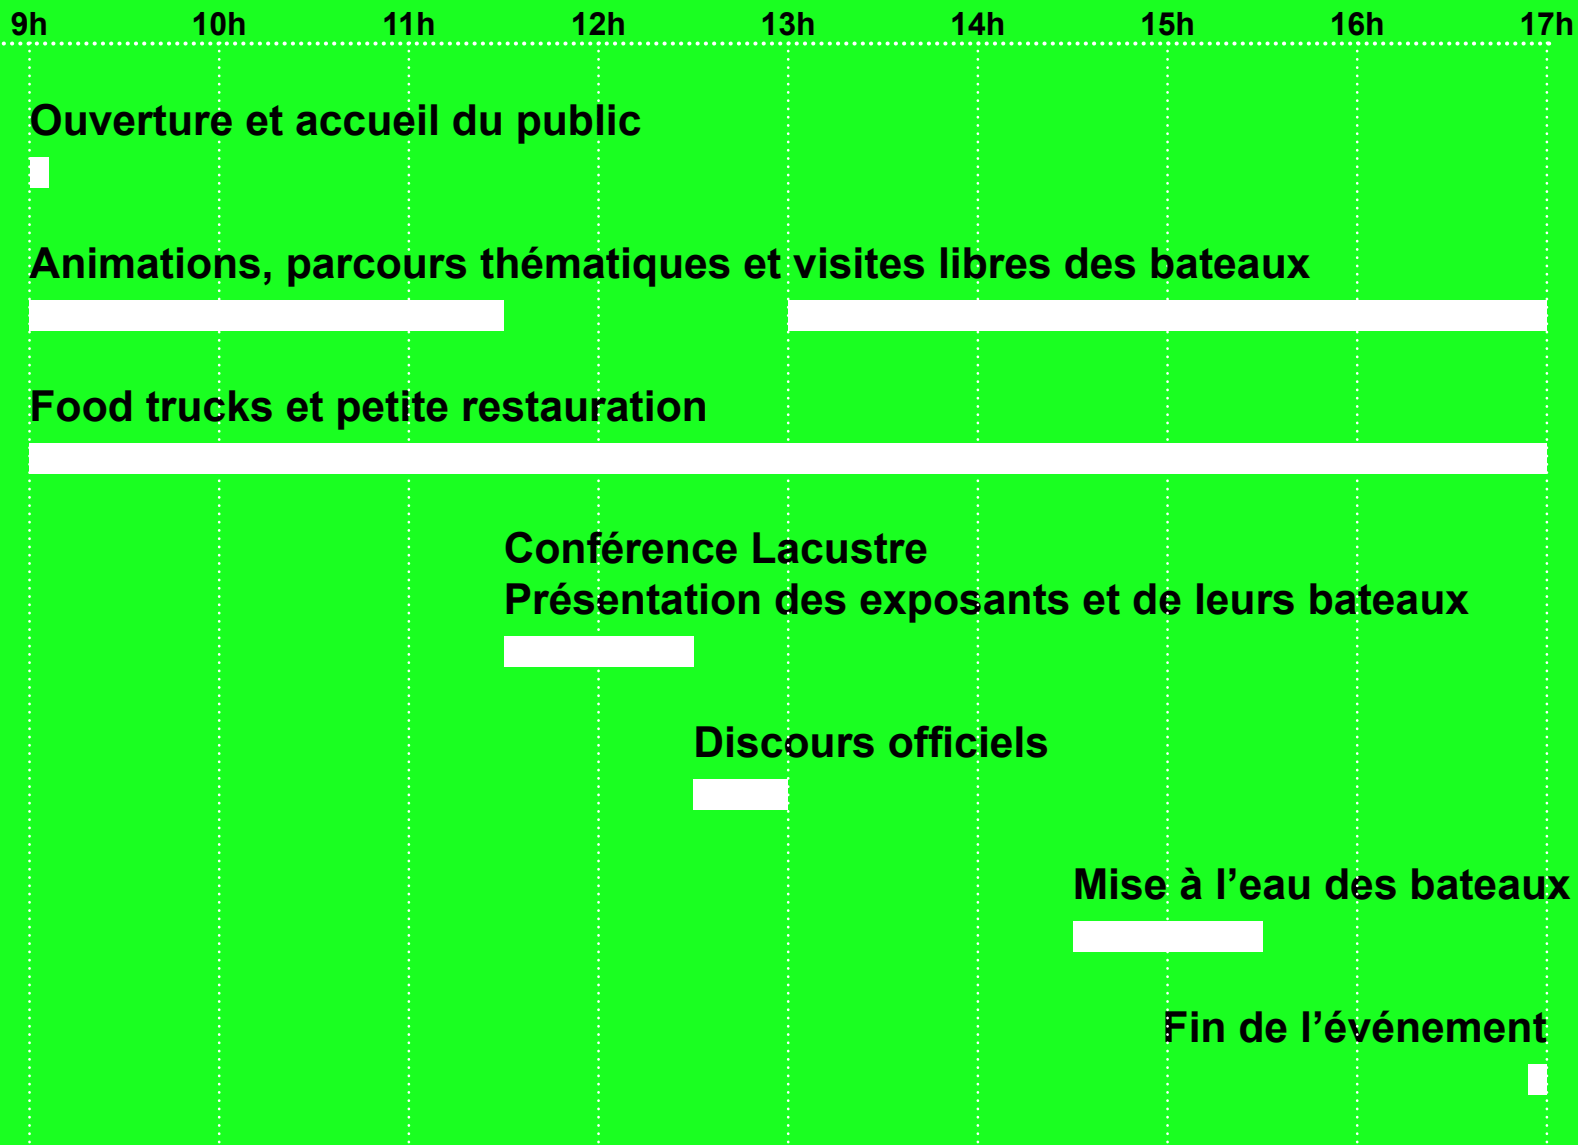 9h 10h 11h 12h 13h 14h 15h 16h 17h
Ouverture et accueil du public
Animations, parcours thématiques et visites libres des bateaux
Food trucks et petite restauration
Conférence Lacustre
Présentation des exposants et de leurs bateaux
Discours officiels
Mise à l’eau des bateaux
Fin de l’événement